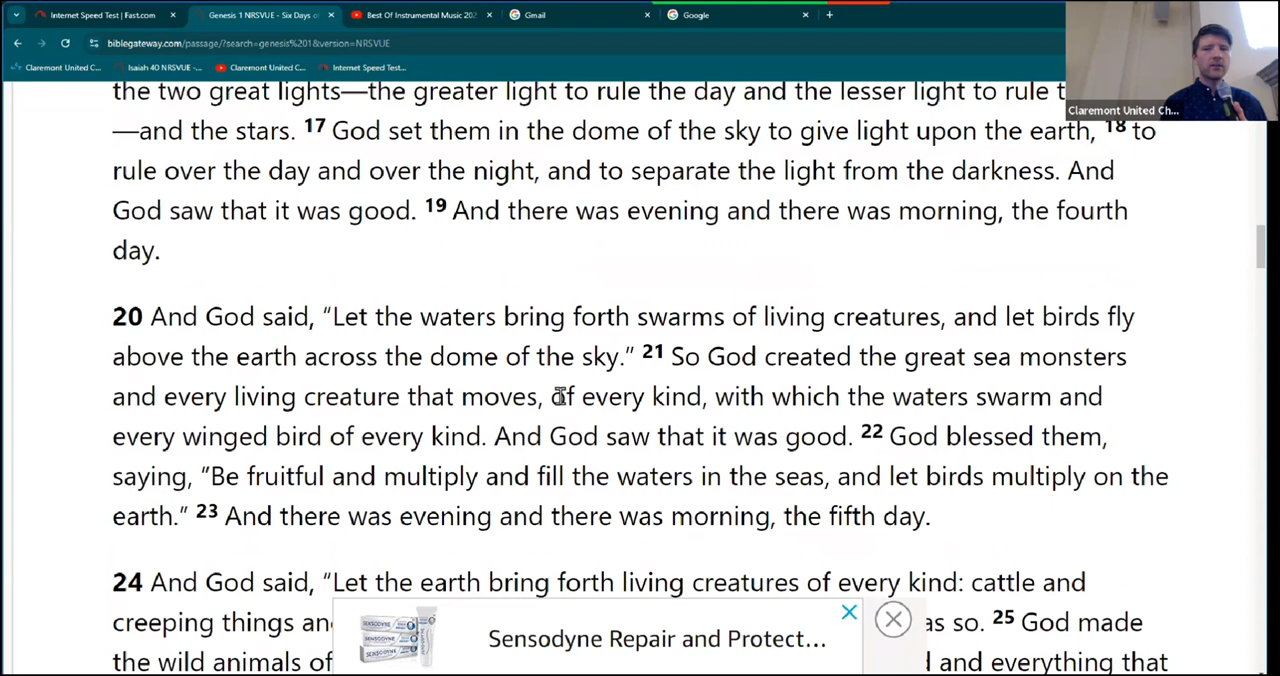 Internet Speed Test | Fast.com
Genesis 1 NRSVUE - Six Days of
Best Of Instrumental Music 202
Gmail
Google
biblegateway.com/passage/?search=genesis%201&version=NRSVUE
Claremont United C...
Isaiah 40 NRSVUE -...
Claremont United C...
Internet Speed Test...
Claremont United Ch...
the two great lights—the greater light to rule the day and the lesser light to rule t
—and the stars. 17 God set them in the dome of the sky to give light upon the earth, 18 to
rule over the day and over the night, and to separate the light from the darkness. And
God saw that it was good. 19 And there was evening and there was morning, the fourth
day.
20 And God said, “Let the waters bring forth swarms of living creatures, and let birds fly
above the earth across the dome of the sky.” 21 So God created the great sea monsters
and every living creature that moves, of every kind, with which the waters swarm and
every winged bird of every kind. And God saw that it was good. 22 God blessed them,
saying, “Be fruitful and multiply and fill the waters in the seas, and let birds multiply on the
earth.” 23 And there was evening and there was morning, the fifth day.
24 And God said, “Let the earth bring forth living creatures of every kind: cattle and
creeping things an as so. 25 God made
the wild animals of d and everything that
SENSODYNE
SENSODYNE
SENSODYNE
Sensodyne Repair and Protect...